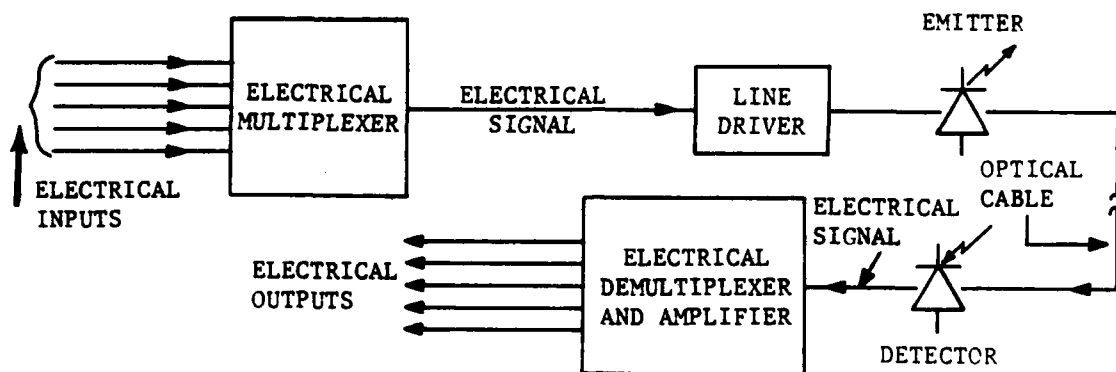 EMITTER
ELECTRICAL
MULTIPLEXER
ELECTRICAL
SIGNAL
LINE
DRIVER
ELECTRICAL
INPUTS
OPTICAL
CABLE
ELECTRICAL
SIGNAL
ELECTRICAL
OUTPUTS
ELECTRICAL
DEMULTIPLEXER
AND AMPLIFIER
DETECTOR